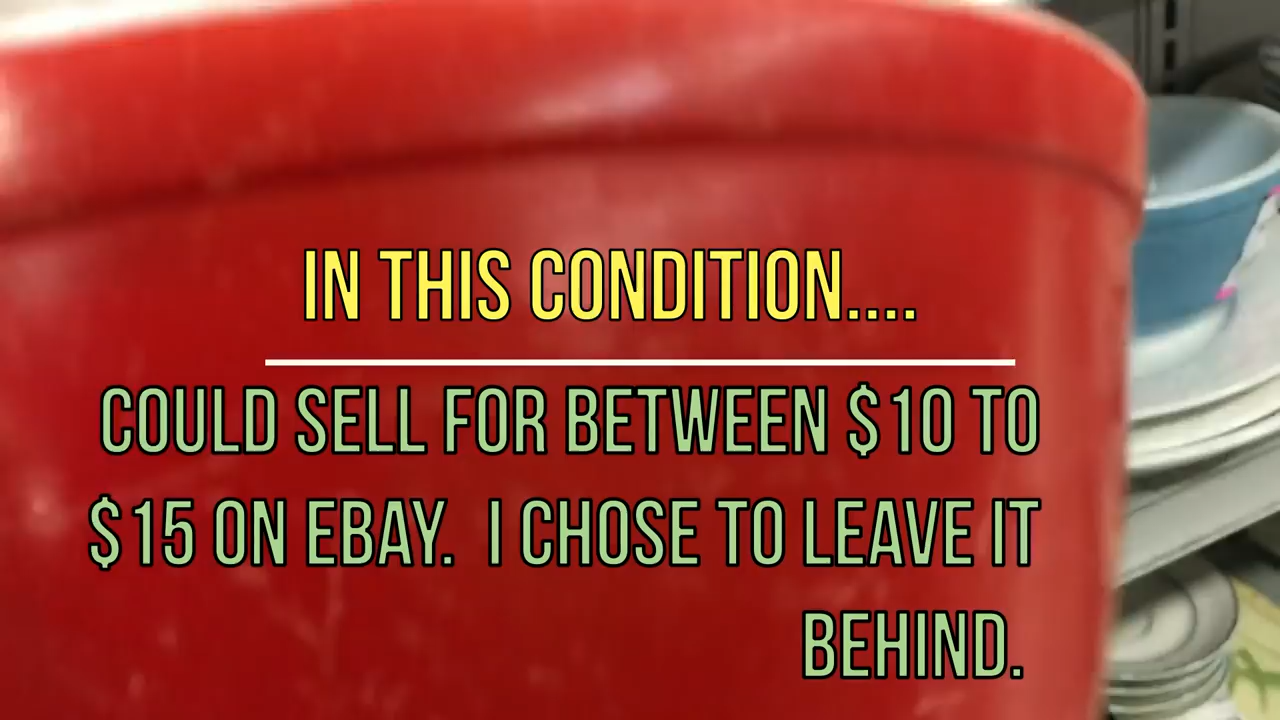 IN THIS CONDITION....
COULD SELL FOR BETWEEN $10 TO
$15 ON EBAY.  I CHOSE TO LEAVE IT
BEHIND.